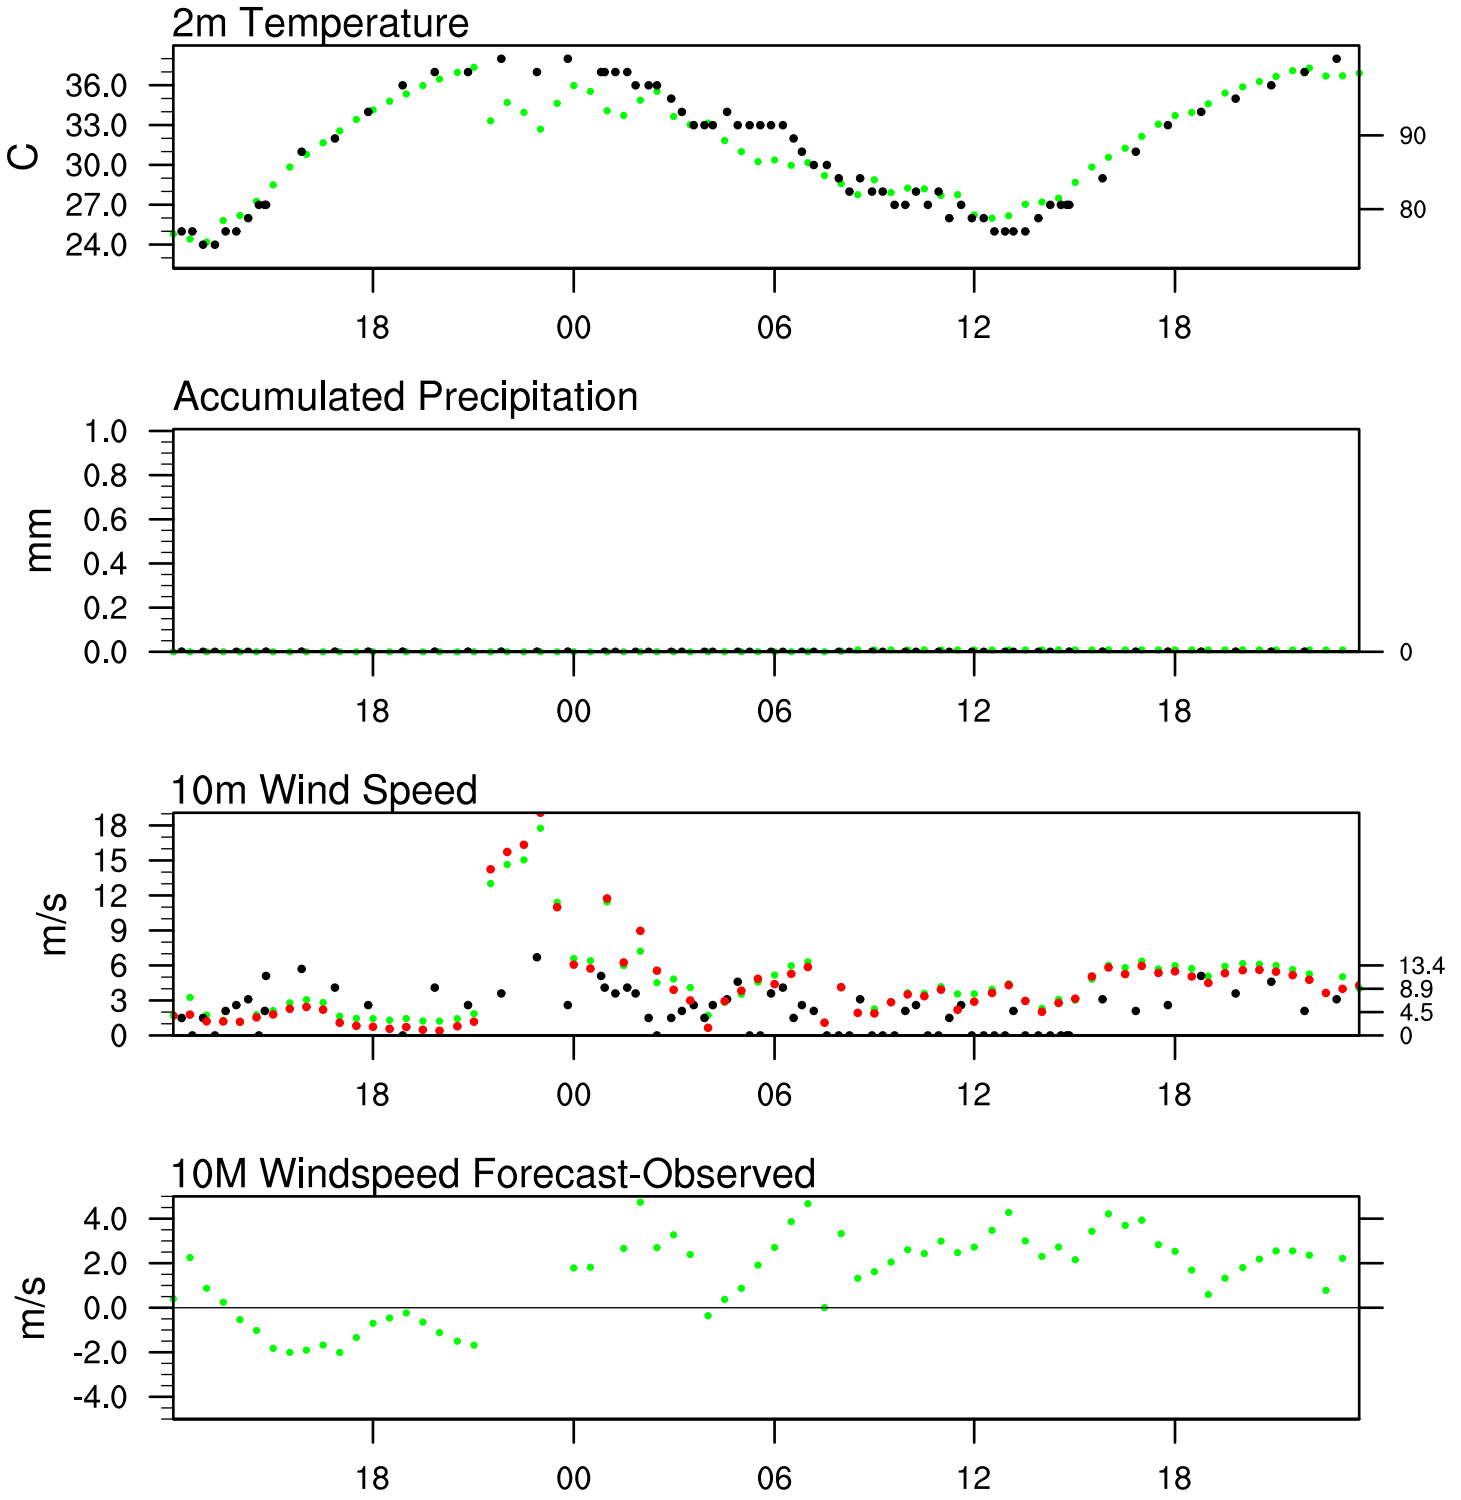 2m Temperature
C
36.0
33.0
30.0
27.0
24.0
90
80
18 00 06 12 18
Accumulated Precipitation
mm
1.0
0.8
0.6
0.4
0.2
0.0
0
18 00 06 12 18
10m Wind Speed
m/s
18
15
12
9
6
3
0
13.4
8.9
4.5
0
18 00 06 12 18
10M Windspeed Forecast-Observed
m/s
4.0
2.0
0.0
-2.0
-4.0
18 00 06 12 18